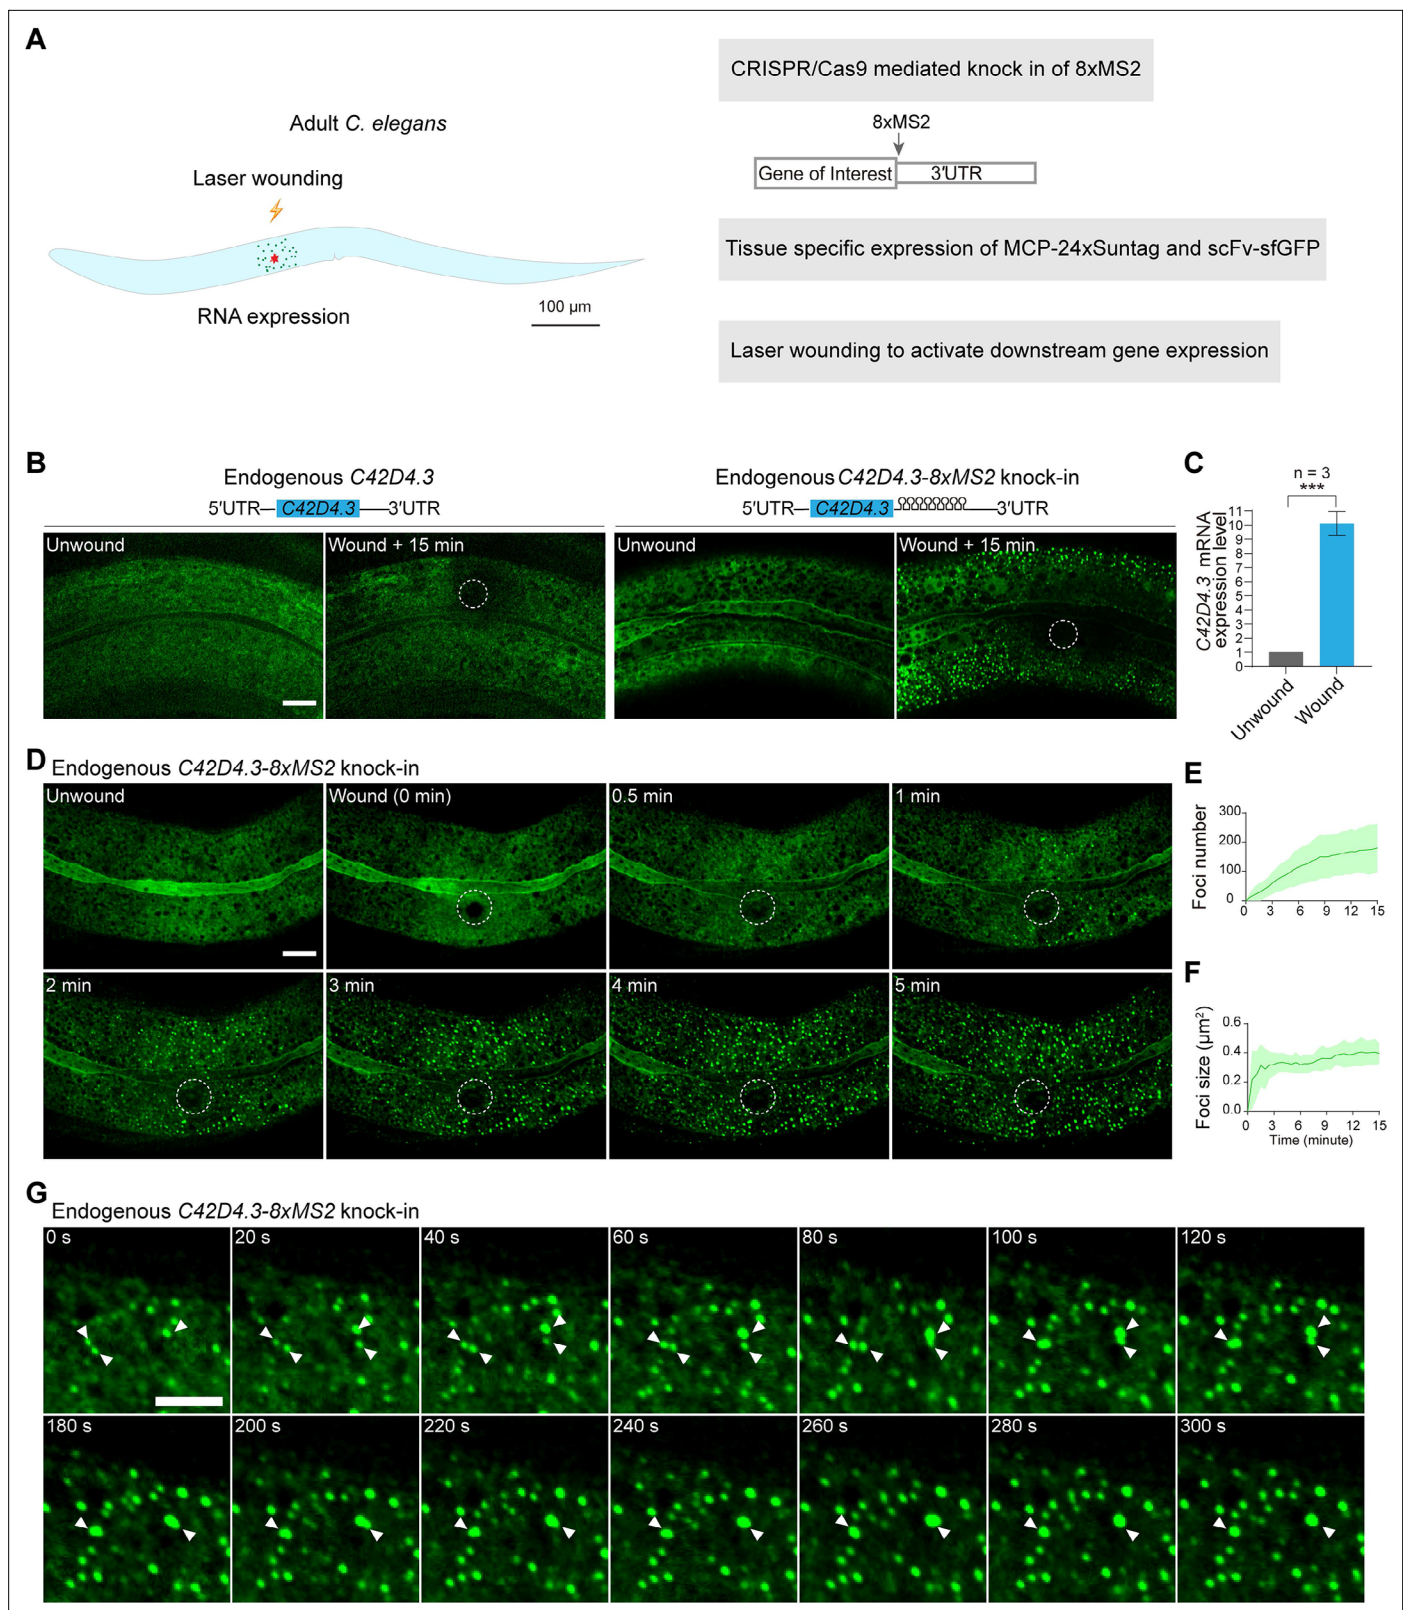 A
Adult C. elegans
Laser wounding
RNA expression
100 µm
CRISPR/Cas9 mediated knock in of 8xMS2
8xMS2
Gene of Interest
3'UTR
Tissue specific expression of MCP-24xSuntag and scFv-sfGFP
Laser wounding to activate downstream gene expression
B
Endogenous C42D4.3
5'UTR
C42D4.3
3'UTR
Unwound
Wound + 15 min
Endogenous C42D4.3-8xMS2 knock-in
5'UTR
C42D4.3
3'UTR
Unwound
Wound + 15 min
C
n = 3
***
C42D4.3 mRNA
expression level
11
10
9
8
7
6
5
4
3
2
1
0
Unwound
Wound
D
Endogenous C42D4.3-8xMS2 knock-in
Unwound
Wound (0 min)
0.5 min
1 min
2 min
3 min
4 min
5 min
E
Foci number
300
200
100
0
0 3 6 9 12 15
F
Foci size (µm²)
0.6
0.4
0.2
0.0
0 3 6 9 12 15
Time (minute)
G
Endogenous C42D4.3-8xMS2 knock-in
0 s
20 s
40 s
60 s
80 s
100 s
120 s
180 s
200 s
220 s
240 s
260 s
280 s
300 s